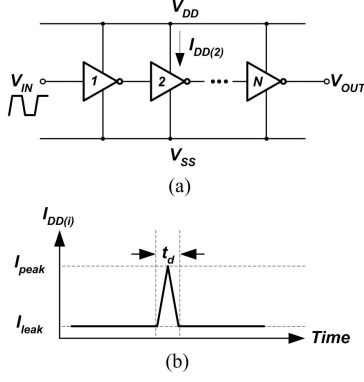 V_DD
I_DD(2)
V_IN 1 2 ••• N V_OUT
V_SS
(a)
I_DD(i)
t_d
I_peak
I_leak
Time
(b)